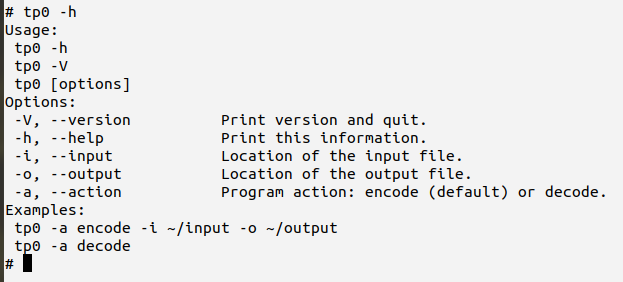 # tp0 -h
Usage:
 tp0 -h
 tp0 -V
 tp0 [options]
Options:
 -V, --version          Print version and quit.
 -h, --help             Print this information.
 -i, --input            Location of the input file.
 -o, --output           Location of the output file.
 -a, --action           Program action: encode (default) or decode.
Examples:
 tp0 -a encode -i ~/input -o ~/output
 tp0 -a decode
#